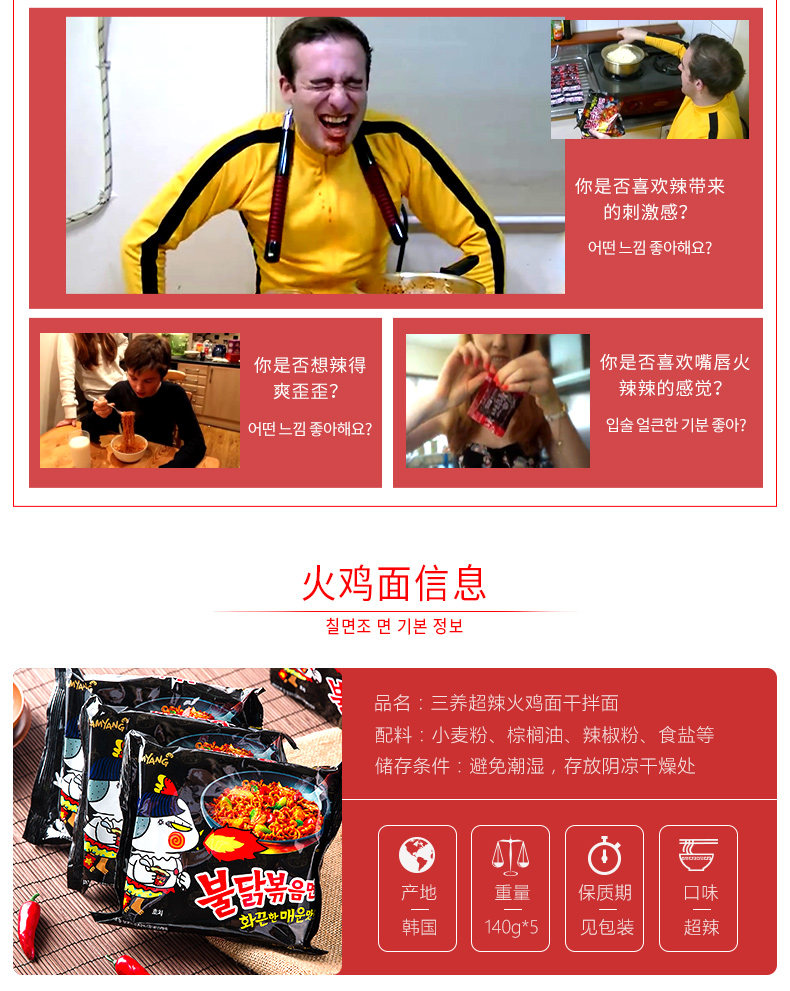 你是否喜欢辣带来
的刺激感？
어떤 느낌 좋아해요?
你是否想辣得
爽歪歪？
어떤 느낌 좋아해요?
你是否喜欢嘴唇火
辣辣的感觉？
입술 얼큰한 기분 좋아?
火鸡面信息
칠면조 면 기본 정보
品名：三养超辣火鸡面干拌面
配料：小麦粉、棕榈油、辣椒粉、食盐等
储存条件：避免潮湿，存放阴凉干燥处
产地
韩国
重量
140g*5
保质期
见包装
口味
超辣
AMYANG
불닭볶음면
화끈한 매운맛
호치